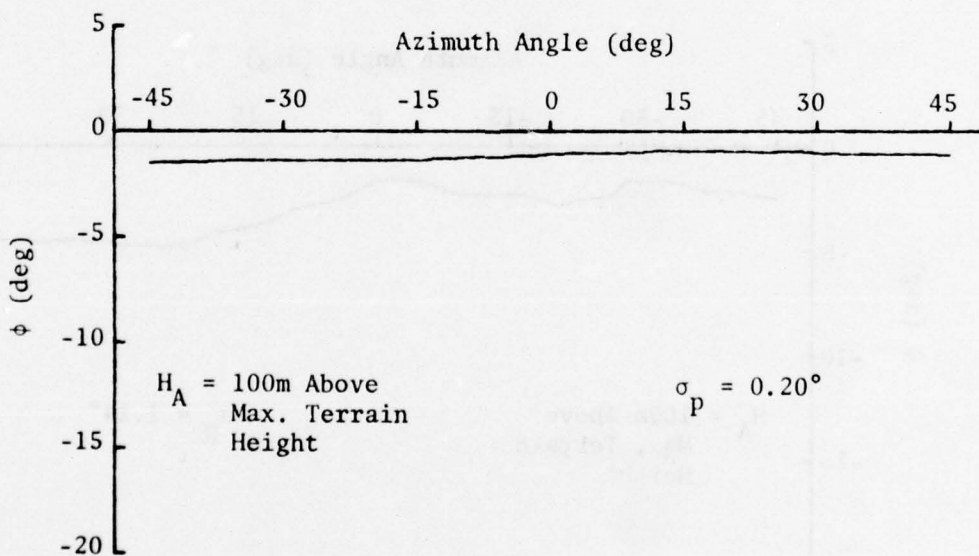 5
Azimuth Angle (deg)
-45 -30 -15 0 15 30 45
0
-5
φ (deg)
-10
H_A = 100m Above
Max. Terrain
Height
σ_p = 0.20°
-15
-20